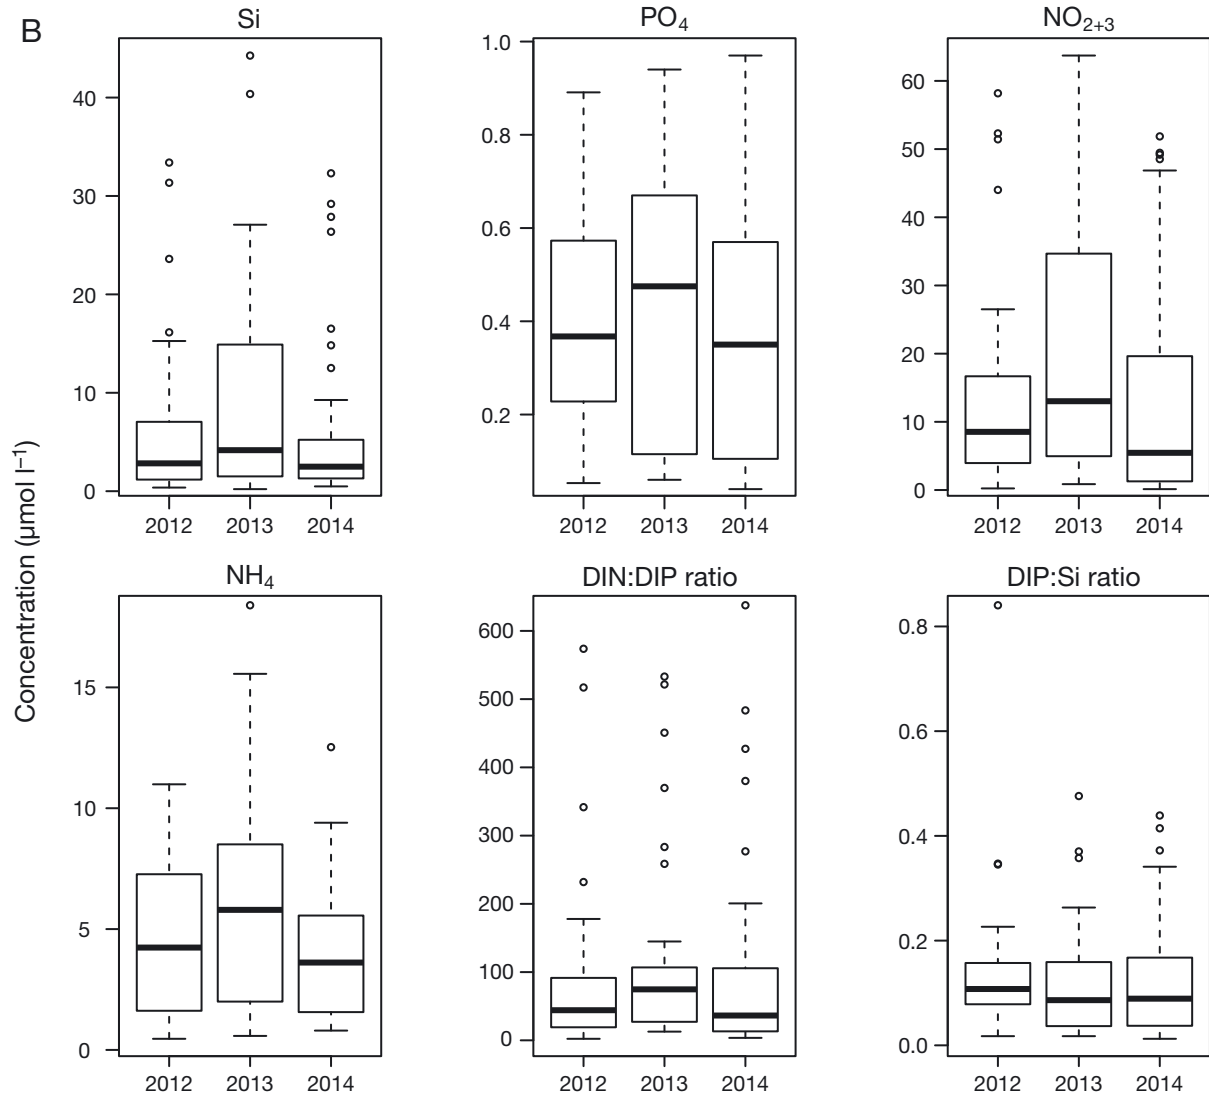 B
Si
PO₄
NO₂₊₃
Concentration (µmol l⁻¹)
40
30
20
10
0
2012 2013 2014
1.0
0.8
0.6
0.4
0.2
2012 2013 2014
60
50
40
30
20
10
0
2012 2013 2014
NH₄
DIN:DIP ratio
DIP:Si ratio
15
10
5
0
2012 2013 2014
600
500
400
300
200
100
0
2012 2013 2014
0.8
0.6
0.4
0.2
0.0
2012 2013 2014